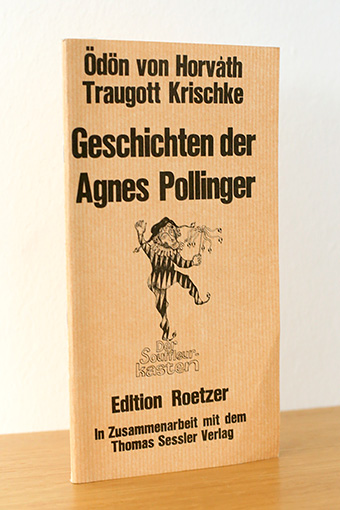 Ödön von Horváth
Traugott Krischke
Geschichten der
Agnes Pollinger
Der
Souffleur-
kasten
Edition Roetzer
In Zusammenarbeit mit dem
Thomas Sessler Verlag